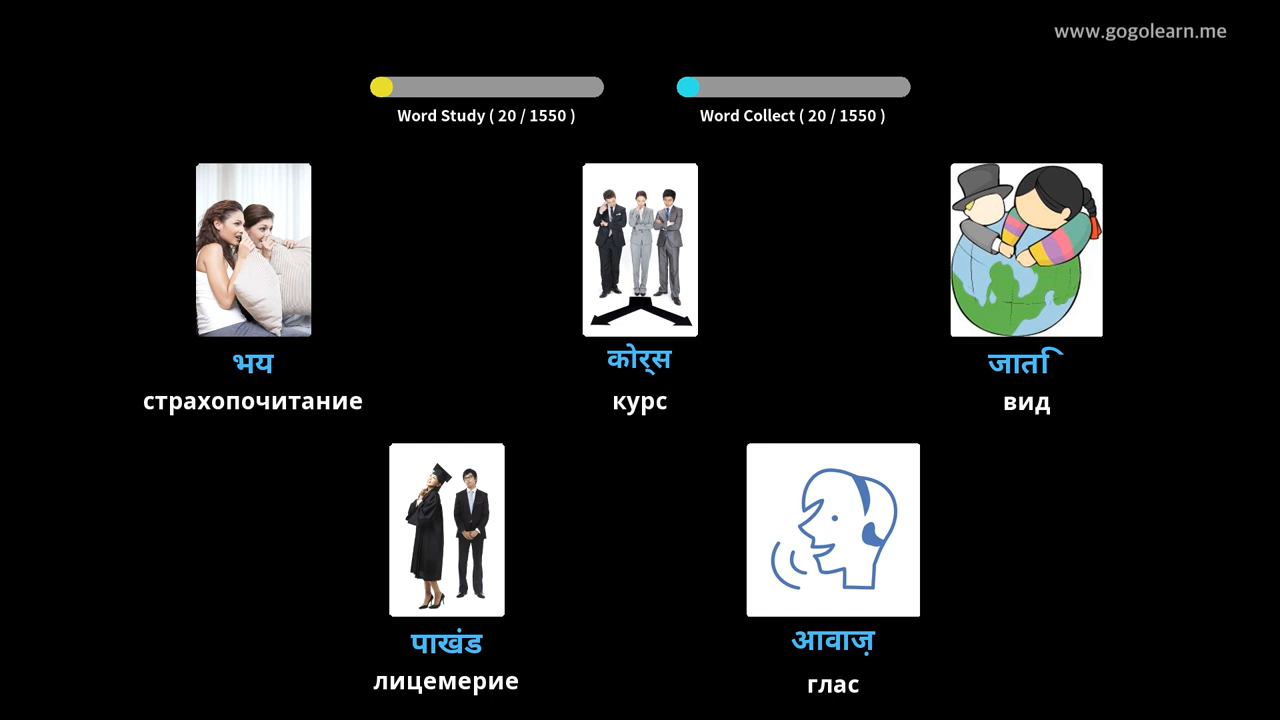 www.gogolearn.me
Word Study ( 20 / 1550 )
Word Collect ( 20 / 1550 )
भय
страхопочитание
कोर्स
курс
जाति
вид
पाखंड
лицемерие
आवाज़
глас